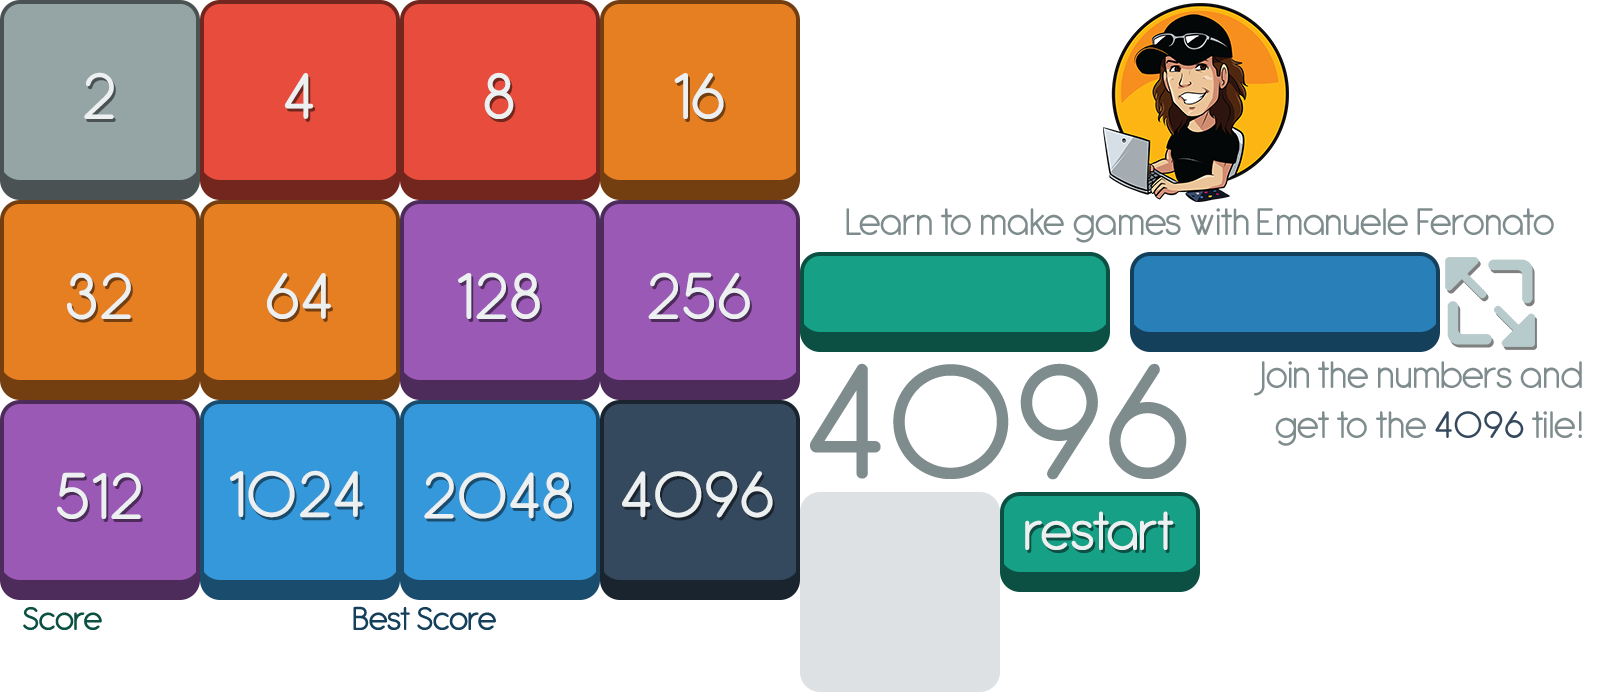 2 4 8 16
32 64 128 256
512 1024 2048 4096
Score Best Score
Learn to make games with Emanuele Feronato
4096
Join the numbers and
get to the 4096 tile!
restart